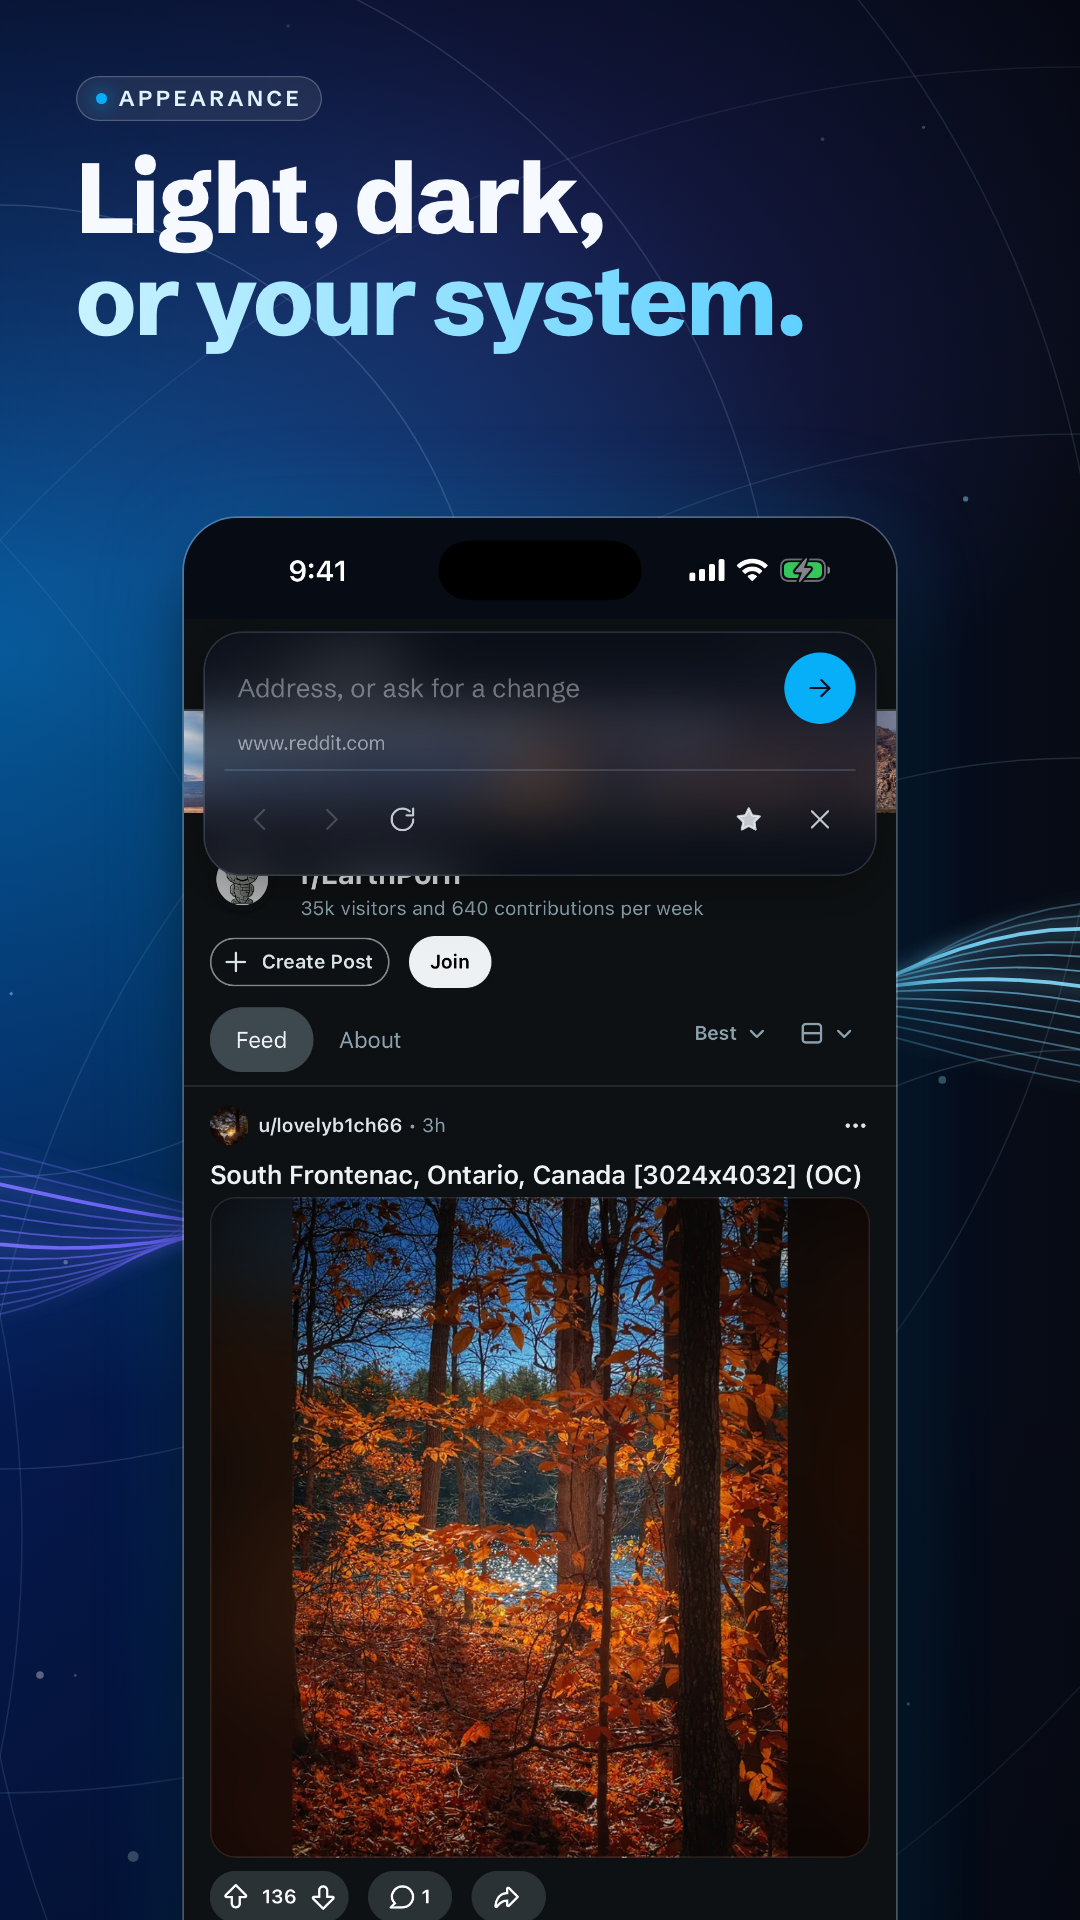 APPEARANCE
Light, dark,
or your system.
9:41
Address, or ask for a change
www.reddit.com
r/EarthPorn
35k visitors and 640 contributions per week
Create Post
Join
Feed
About
Best
u/lovelyb1ch66 • 3h
South Frontenac, Ontario, Canada [3024x4032] (OC)
136
1